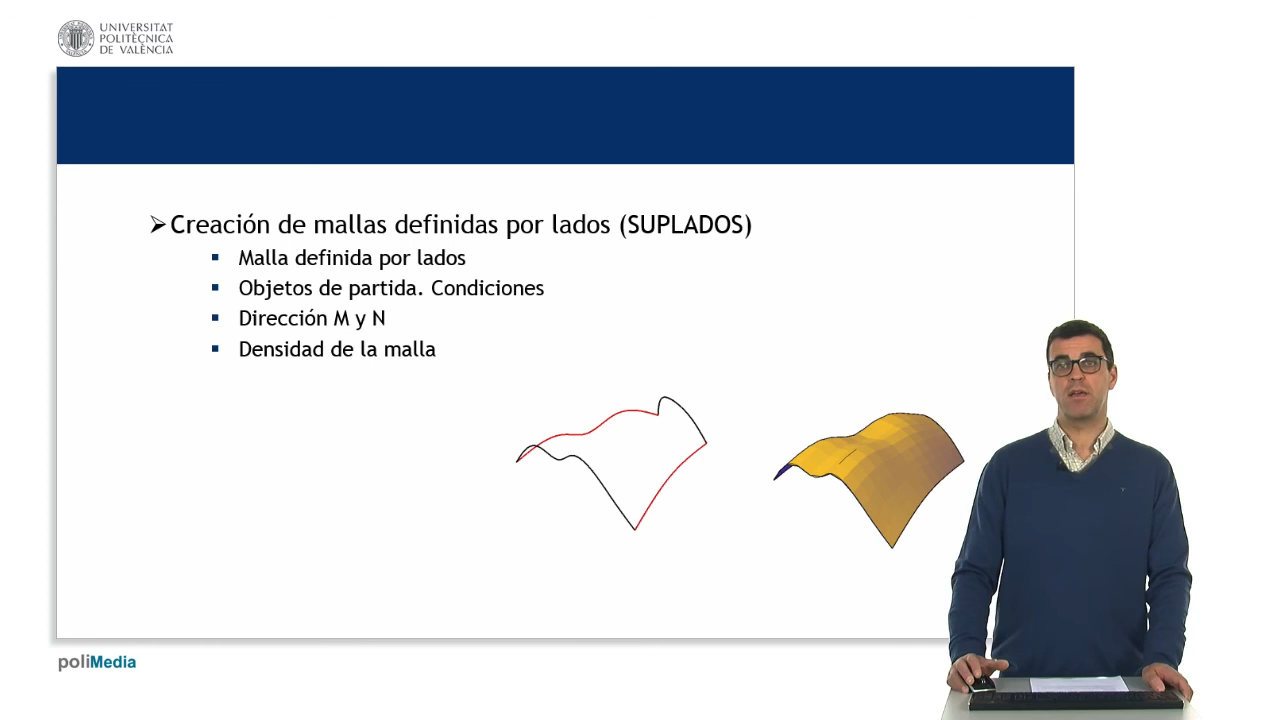 UNIVERSITAT
POLITÈCNICA
DE VALÈNCIA
Creación de mallas definidas por lados (SUPLADOS)
Malla definida por lados
Objetos de partida. Condiciones
Dirección M y N
Densidad de la malla
poliMedia